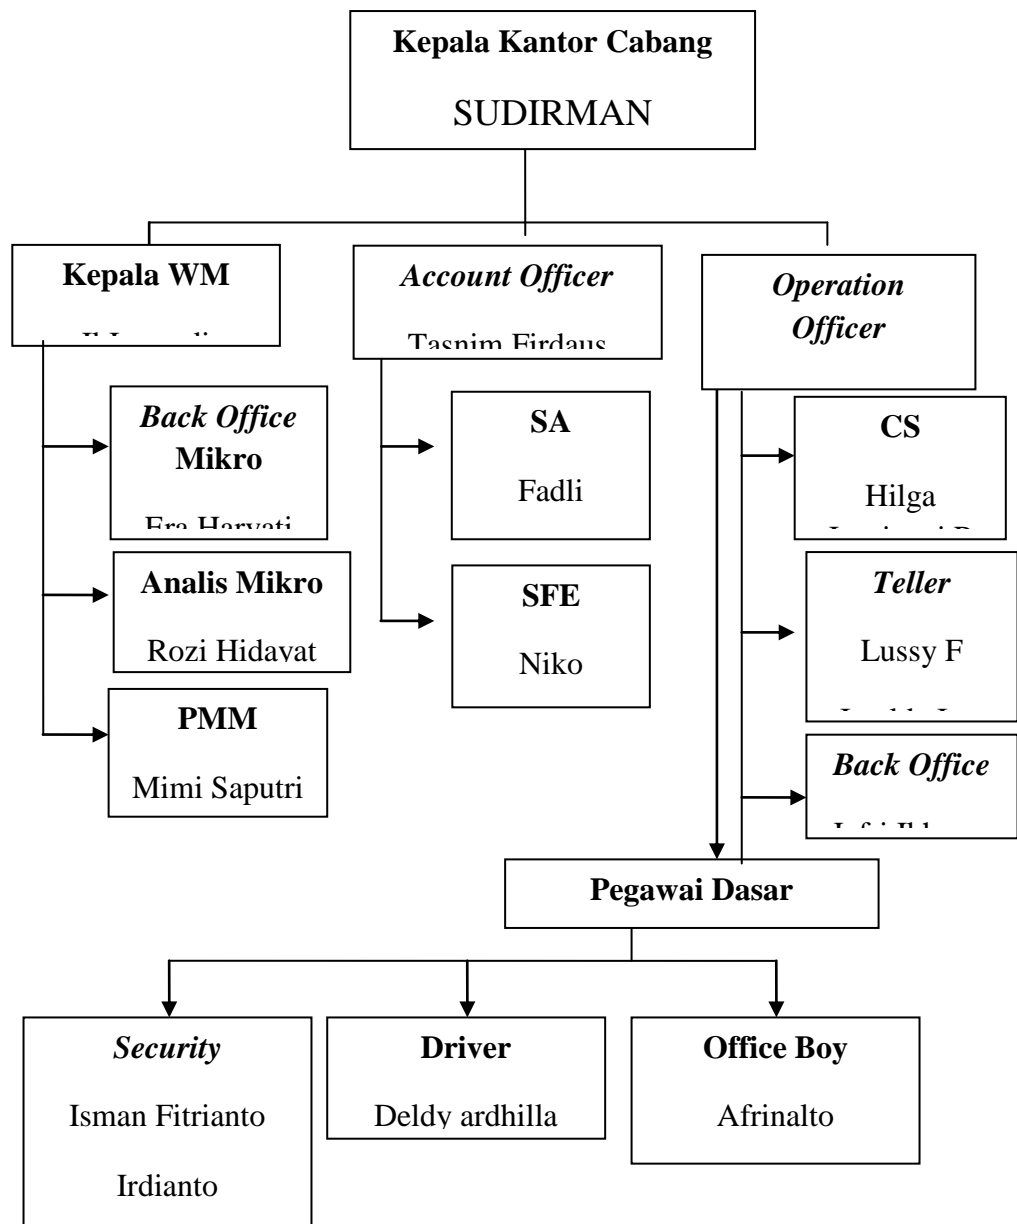 Kepala Kantor Cabang
SUDIRMAN
Kepala WM
Account Officer
Tasnim Firdaus
Operation
Officer
Back Office
Mikro
Era Haryati
Analis Mikro
Rozi Hidayat
PMM
Mimi Saputri
SA
Fadli
SFE
Niko
CS
Hilga
Teller
Lussy F
Back Office
Pegawai Dasar
Security
Isman Fitrianto
Irdianto
Driver
Deldy ardhilla
Office Boy
Afrinalto